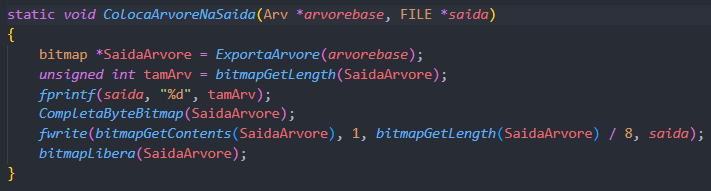 static void ColocaArvoreNaSaida(Arv *arvorebase, FILE *saida)
{
    bitmap *SaidaArvore = ExportaArvore(arvorebase);
    unsigned int tamArv = bitmapGetLength(SaidaArvore);
    fprintf(saida, "%d", tamArv);
    CompletaByteBitmap(SaidaArvore);
    fwrite(bitmapGetContents(SaidaArvore), 1, bitmapGetLength(SaidaArvore) / 8, saida);
    bitmapLibera(SaidaArvore);
}